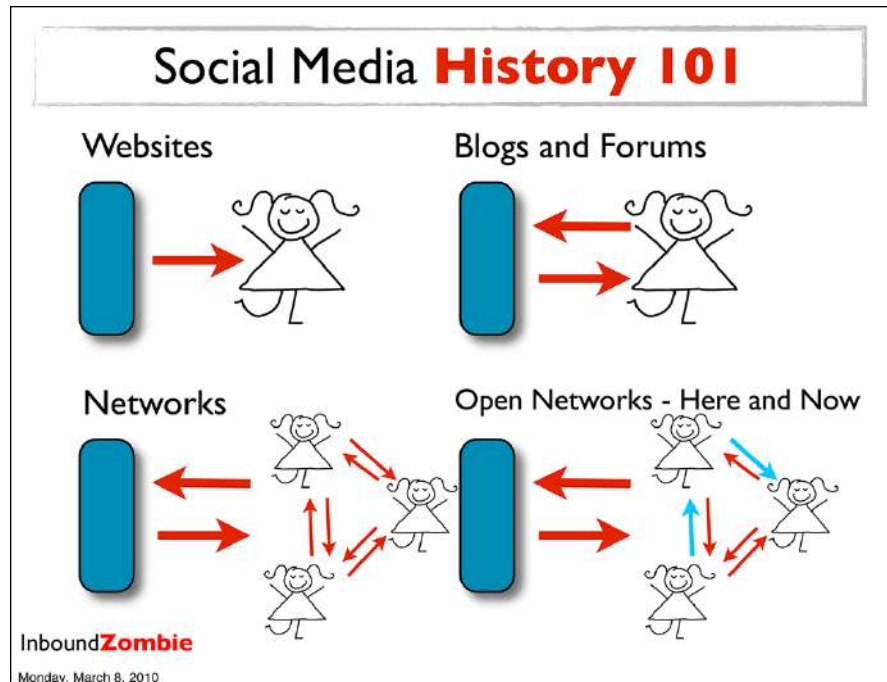 Social Media History 101
Websites
Blogs and Forums
Networks
Open Networks - Here and Now
InboundZombie
Monday, March 8, 2010